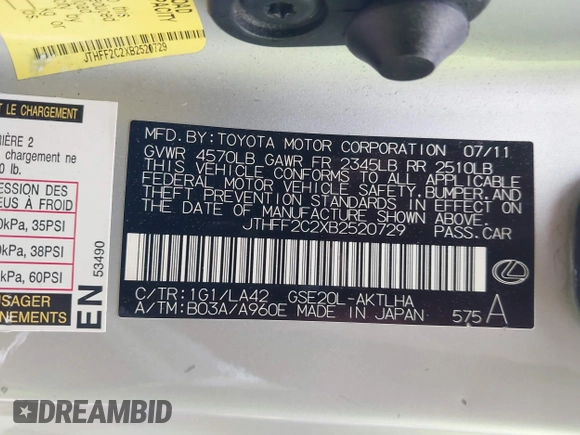 JTHFF2C2XB2520729
ET LE CHARGEMENT
IÈRE 2
chargement ne
0 lb.
ESSION DES
EUS À FROID
0kPa, 35PSI
0kPa, 38PSI
kPa, 60PSI
USAGER
NEMENTS
EN
53490
MFD. BY: TOYOTA MOTOR CORPORATION 07/11
GVWR 4570LB GAWR FR 2345LB RR 2510LB
THIS VEHICLE CONFORMS TO ALL APPLICABLE
FEDERAL MOTOR VEHICLE SAFETY, BUMPER, AND
THEFT PREVENTION STANDARDS IN EFFECT ON
THE DATE OF MANUFACTURE SHOWN ABOVE.
JTHFF2C2XB2520729 PASS.CAR
C/TR:1G1/LA42 GSE20L-AKTLHA
A/TM:B03A/A960E MADE IN JAPAN 575A
DREAMBID